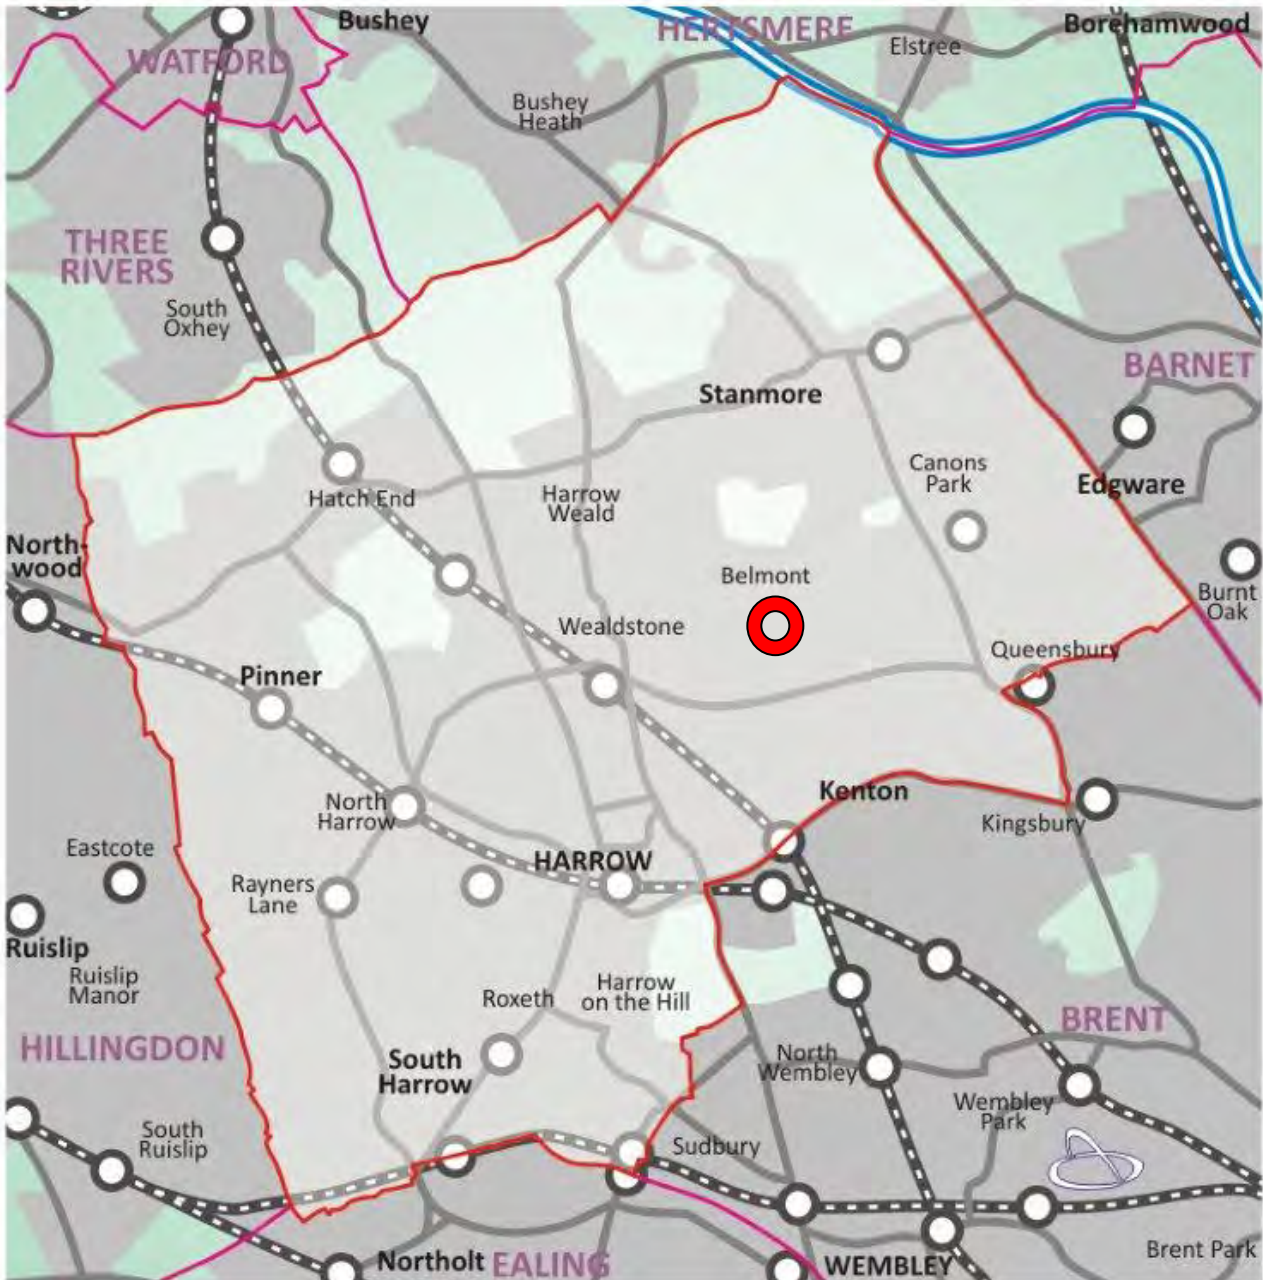 Bushey
HERTSMERE
Borehamwood
WATFORD
Elstree
Bushey
Heath
THREE
RIVERS
South
Oxhey
BARNET
Stanmore
Canons
Park
Edgware
Hatch End
Harrow
Weald
North-
wood
Belmont
Burnt
Oak
Wealdstone
Queensbury
Pinner
Kenton
North
Harrow
Kingsbury
Eastcote
HARROW
Rayners
Lane
Ruislip
Ruislip
Manor
Roxeth
Harrow
on the Hill
BRENT
HILLINGDON
South
Harrow
North
Wembley
Wembley
Park
South
Ruislip
Sudbury
Brent Park
Northolt
EALING
WEMBLEY